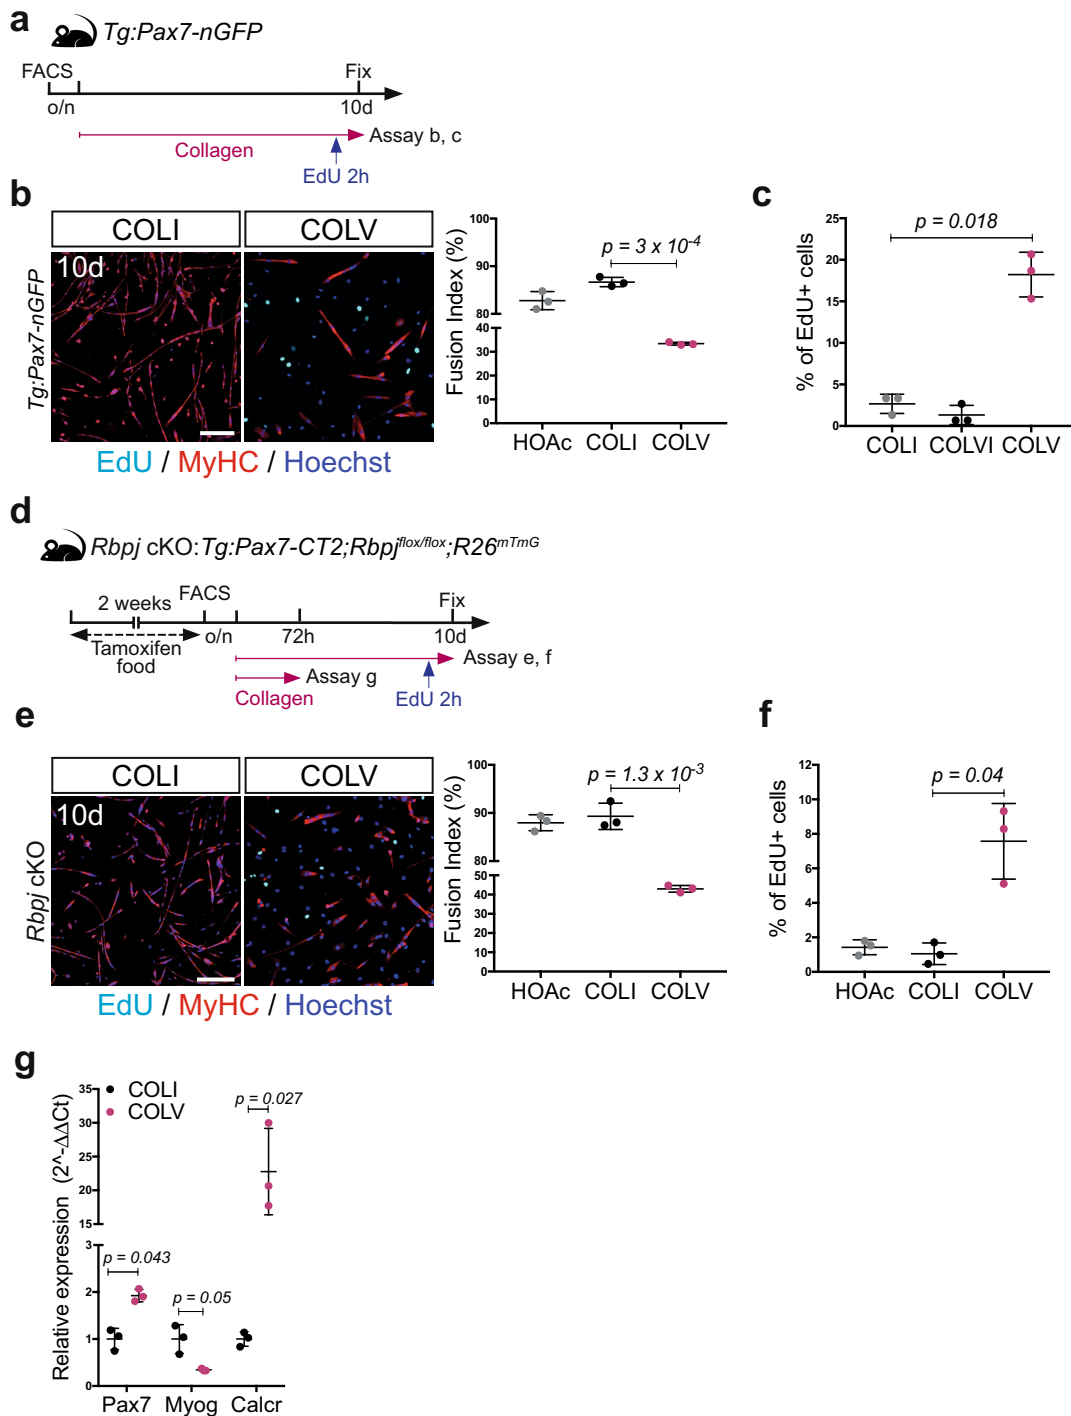 a
Tg:Pax7-nGFP
FACS
Fix
o/n
10d
Collagen
Assay b, c
EdU 2h
b
COLI
COLV
10d
Tg:Pax7-nGFP
EdU / MyHC / Hoechst
Fusion Index (%)
100
90
80
40
30
20
10
0
p = 3 x 10-4
HOAc
COLI
COLV
c
% of EdU+ cells
25
20
15
10
5
0
p = 0.018
COLI
COLVI
COLV
d
Rbpj cKO:Tg:Pax7-CT2;Rbpjflox/flox;R26mTmG
2 weeks
FACS
Fix
Tamoxifen
food
o/n
72h
10d
Assay e, f
Assay g
Collagen
EdU 2h
e
COLI
COLV
10d
Rbpj cKO
EdU / MyHC / Hoechst
Fusion Index (%)
100
90
80
50
40
30
20
10
0
p = 1.3 x 10-3
HOAc
COLI
COLV
f
% of EdU+ cells
12
10
8
6
4
2
0
p = 0.04
HOAc
COLI
COLV
g
Relative expression (2^-ΔΔCt)
COLI
COLV
35
30
25
20
15
3
2
1
0
p = 0.027
p = 0.043
p = 0.05
Pax7
Myog
Calcr